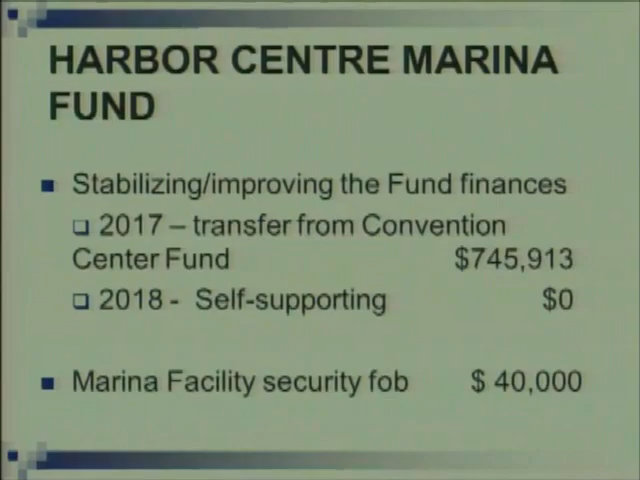 HARBOR CENTRE MARINA
FUND
Stabilizing/improving the Fund finances
2017 – transfer from Convention
Center Fund $745,913
2018 - Self-supporting $0
Marina Facility security fob $ 40,000